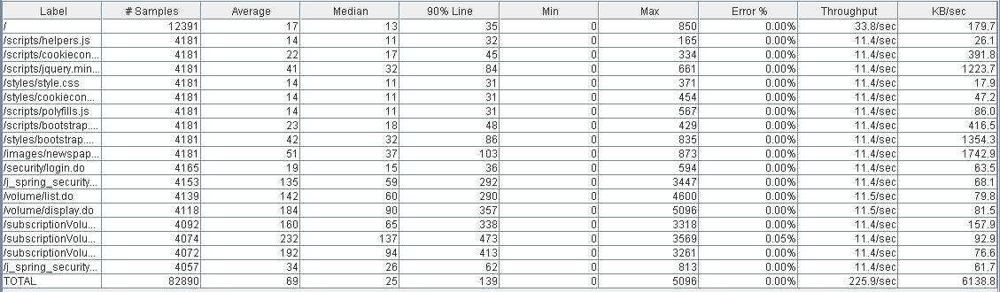 Label # Samples Average Median 90% Line Min Max Error % Throughput KB/sec
/ 12391 17 13 35 0 850 0.00% 33.8/sec 179.7
/scripts/helpers.js 4181 14 11 32 0 165 0.00% 11.4/sec 26.1
/scripts/cookiecon... 4181 22 17 45 0 334 0.00% 11.4/sec 391.8
/scripts/jquery.min... 4181 41 32 84 0 661 0.00% 11.4/sec 1223.7
/styles/style.css 4181 14 11 31 0 371 0.00% 11.4/sec 17.9
/styles/cookiecon... 4181 14 11 31 0 454 0.00% 11.4/sec 47.2
/scripts/polyfills.js 4181 14 11 31 0 567 0.00% 11.4/sec 86.0
/scripts/bootstrap.... 4181 23 18 48 0 429 0.00% 11.4/sec 416.5
/styles/bootstrap.... 4181 42 32 86 0 835 0.00% 11.4/sec 1354.3
/images/newspap... 4181 51 37 103 0 873 0.00% 11.4/sec 1742.9
/security/login.do 4165 19 15 36 0 594 0.00% 11.4/sec 63.5
/j_spring_security... 4153 135 59 292 0 3447 0.00% 11.4/sec 68.1
/volume/list.do 4139 142 60 290 0 4600 0.00% 11.5/sec 79.8
/volume/display.do 4118 184 90 357 0 5096 0.00% 11.5/sec 81.5
/subscriptionVolu... 4092 160 65 338 0 3318 0.00% 11.4/sec 157.9
/subscriptionVolu... 4074 232 137 473 0 3569 0.05% 11.4/sec 92.9
/subscriptionVolu... 4072 192 94 413 0 3261 0.00% 11.4/sec 76.6
/j_spring_security... 4057 34 26 62 0 813 0.00% 11.4/sec 61.7
TOTAL 82890 69 25 139 0 5096 0.00% 225.9/sec 6138.8